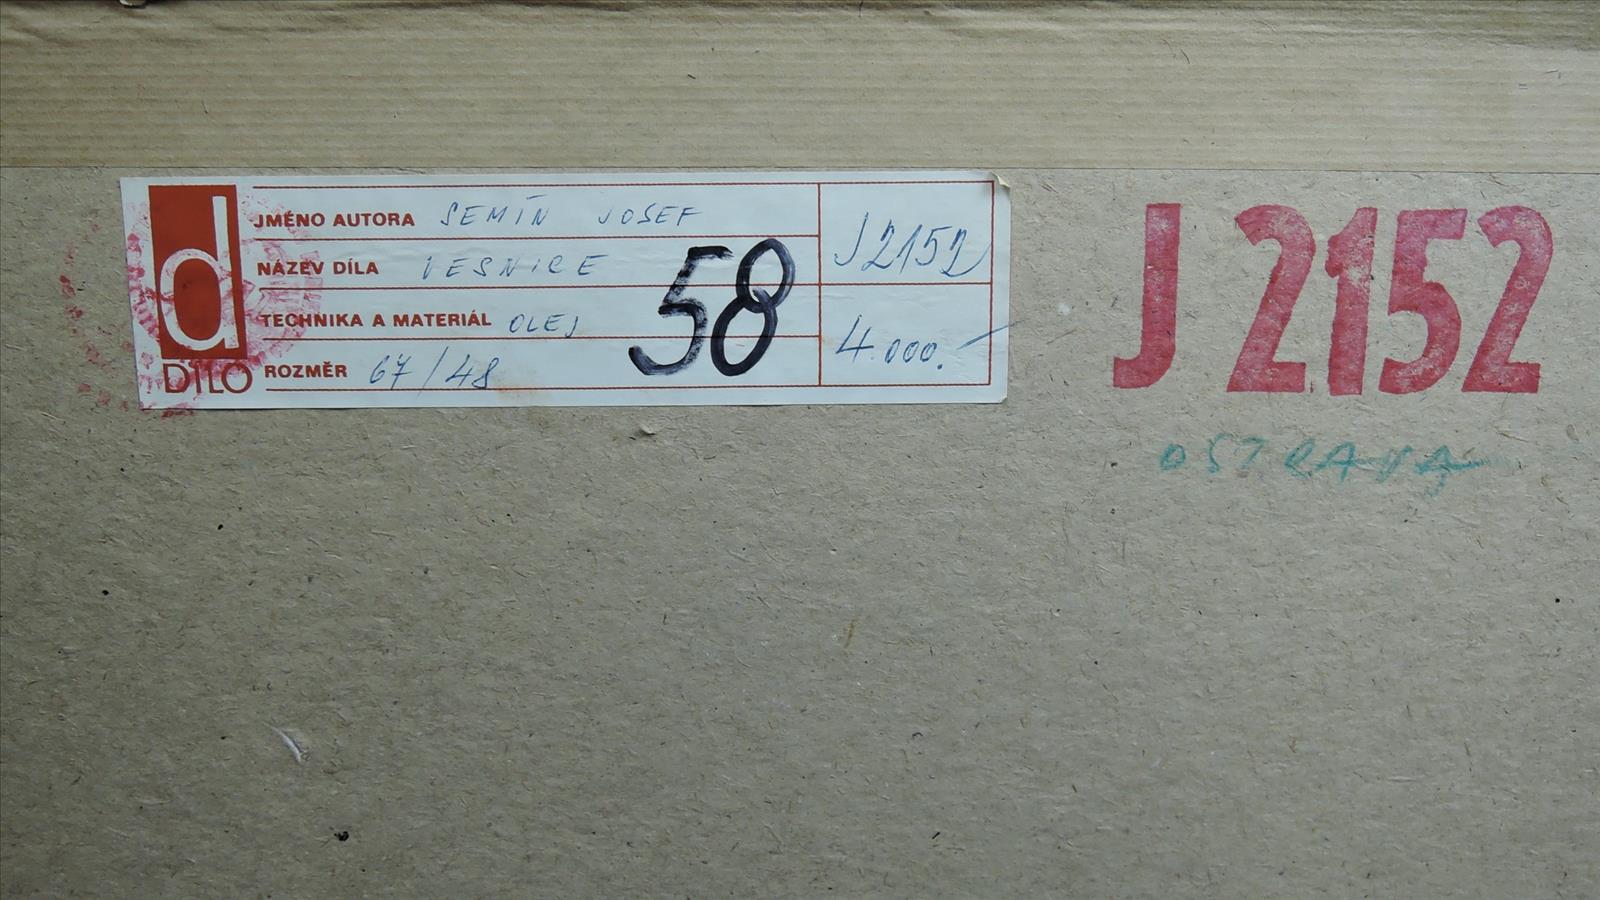 d
DÍLO
JMÉNO AUTORA SEMÍN JOSEF
NÁZEV DÍLA VESNICE
TECHNIKA A MATERIÁL OLEJ
ROZMĚR 67/48
58
J2152
4.000.-
J 2152
OSTRAVA